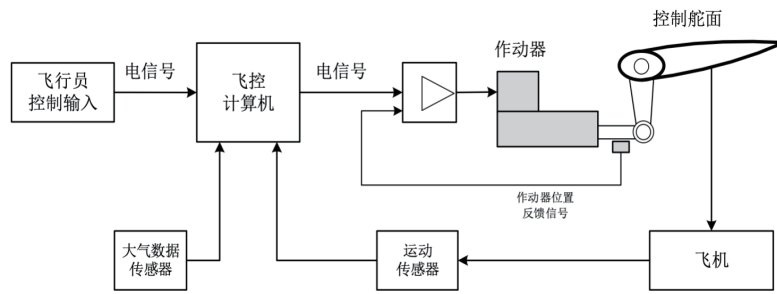 控制舵面
作动器
飞行员
控制输入
电信号
飞控
计算机
电信号
作动器位置
反馈信号
大气数据
传感器
运动
传感器
飞机